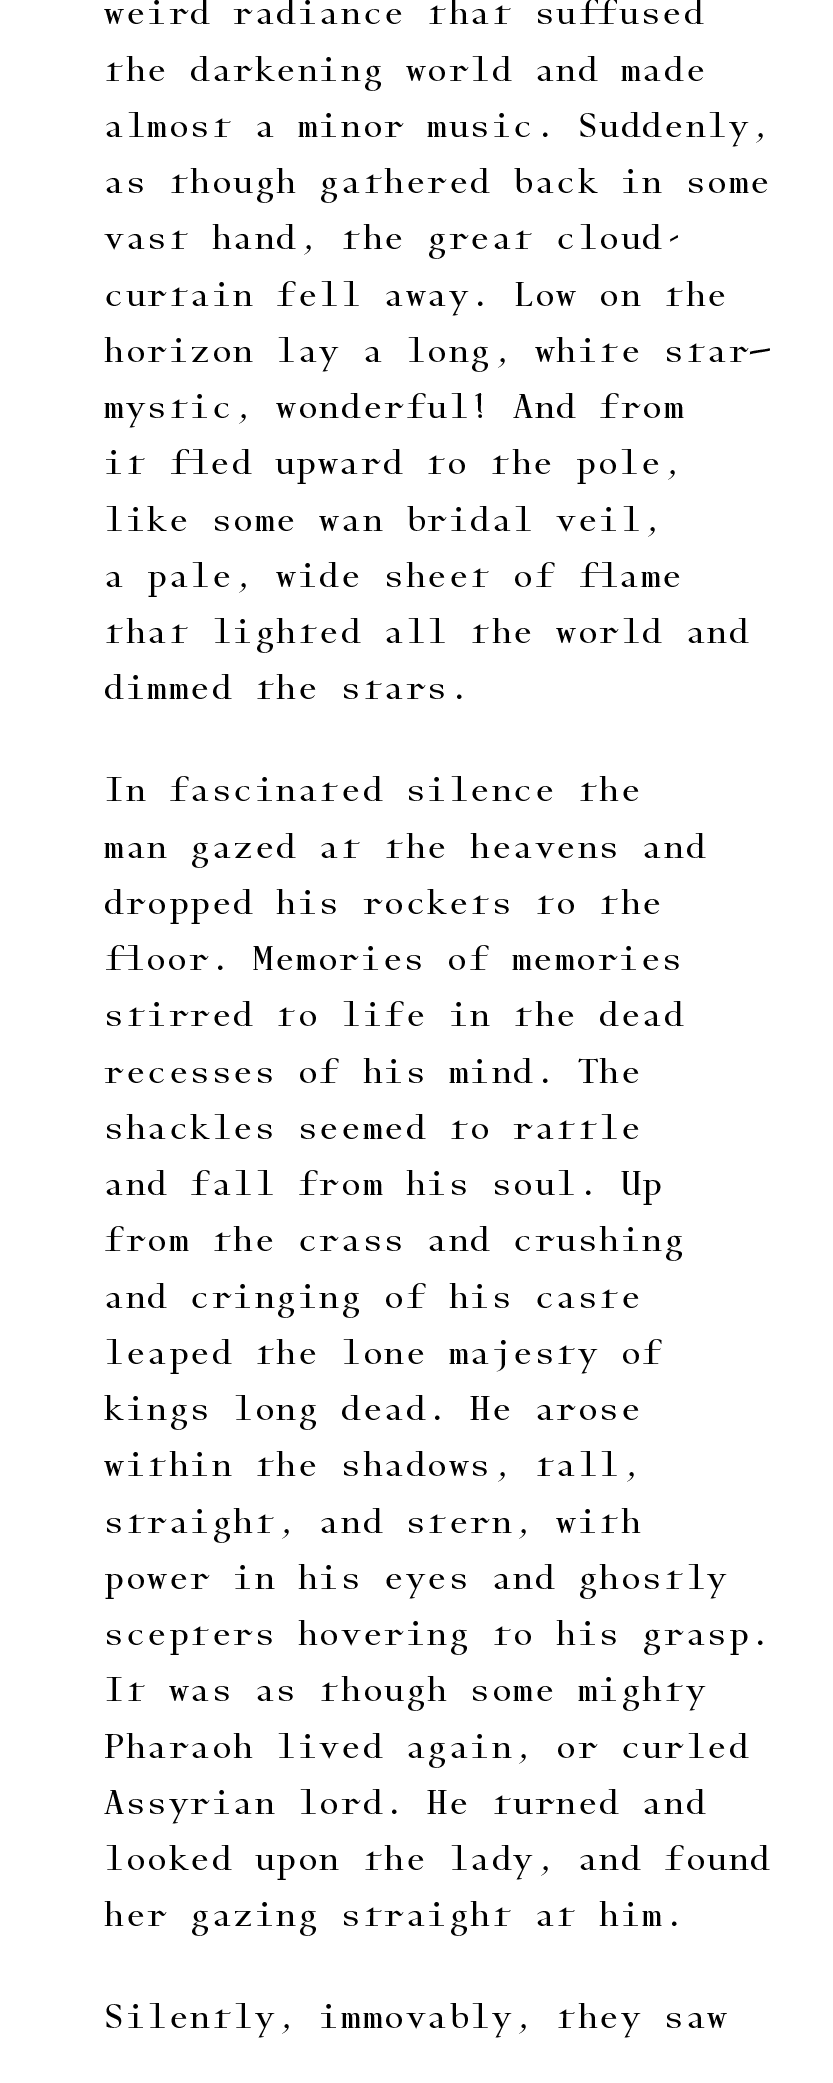 weird radiance that suffused
the darkening world and made
almost a minor music. Suddenly,
as though gathered back in some
vast hand, the great cloud-
curtain fell away. Low on the
horizon lay a long, white star—
mystic, wonderful! And from
it fled upward to the pole,
like some wan bridal veil,
a pale, wide sheet of flame
that lighted all the world and
dimmed the stars.
In fascinated silence the
man gazed at the heavens and
dropped his rockets to the
floor. Memories of memories
stirred to life in the dead
recesses of his mind. The
shackles seemed to rattle
and fall from his soul. Up
from the crass and crushing
and cringing of his caste
leaped the lone majesty of
kings long dead. He arose
within the shadows, tall,
straight, and stern, with
power in his eyes and ghostly
scepters hovering to his grasp.
It was as though some mighty
Pharaoh lived again, or curled
Assyrian lord. He turned and
looked upon the lady, and found
her gazing straight at him.
Silently, immovably, they saw